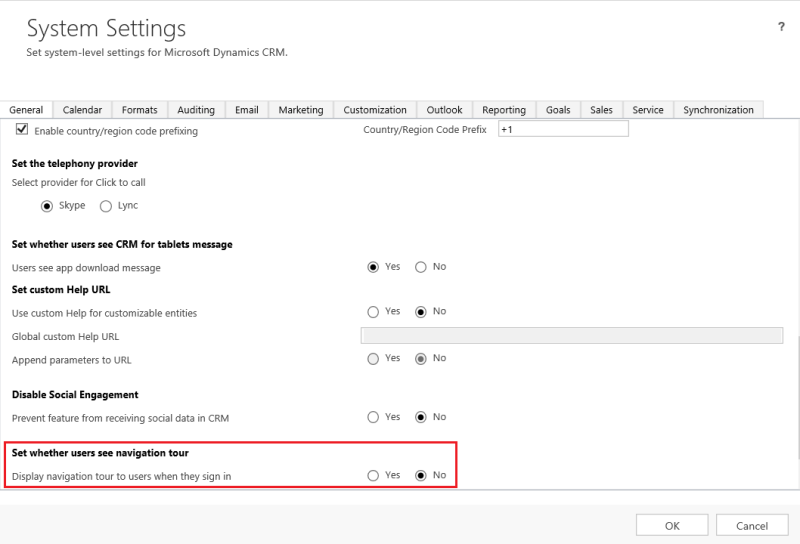 System Settings
?
Set system-level settings for Microsoft Dynamics CRM.
General Calendar Formats Auditing Email Marketing Customization Outlook Reporting Goals Sales Service Synchronization
Enable country/region code prefixing Country/Region Code Prefix +1
Set the telephony provider
Select provider for Click to call
Skype Lync
Set whether users see CRM for tablets message
Users see app download message Yes No
Set custom Help URL
Use custom Help for customizable entities Yes No
Global custom Help URL
Append parameters to URL Yes No
Disable Social Engagement
Prevent feature from receiving social data in CRM Yes No
Set whether users see navigation tour
Display navigation tour to users when they sign in Yes No
OK Cancel